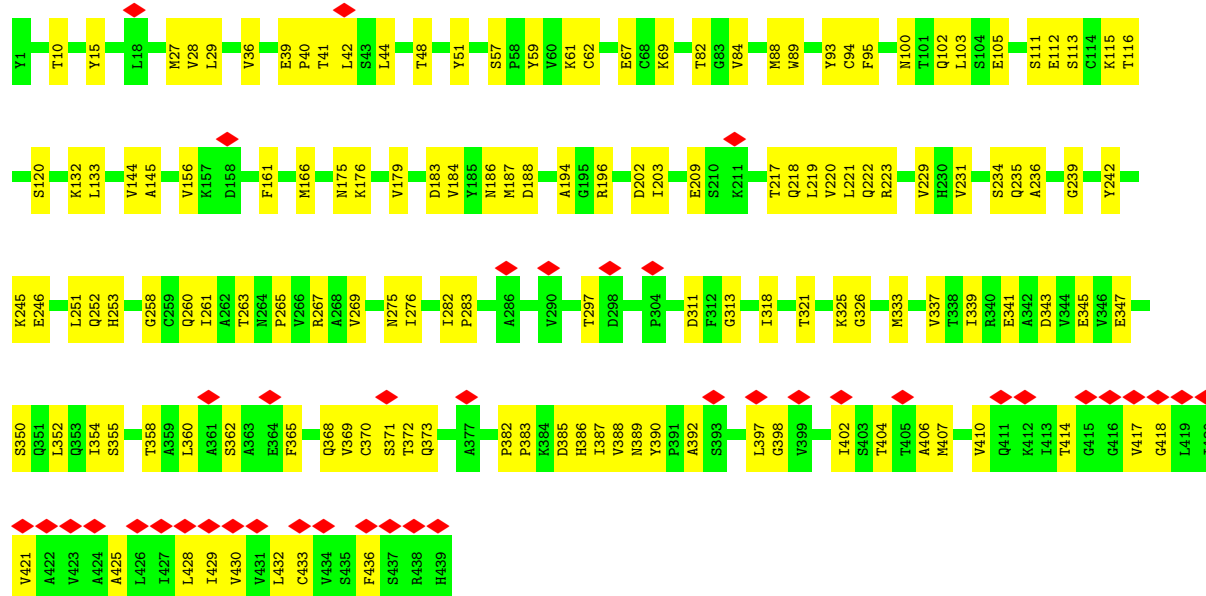 Y1 T10 Y15 L18 M27 V28 L29 V36 E39 P40 T41 L42 S43 L44 T48 Y51 S57 P58 Y59 V60 K61 C62 E67 C68 K69 T82 G83 V84 M88 W89 Y93 C94 F95 N100 T101 Q102 L103 S104 E105 S111 E112 S113 C114 K115 T116
S120 K132 L133 V144 A145 V156 K157 D158 F161 M166 N175 K176 V179 D183 V184 Y185 N186 M187 D188 A194 G195 R196 D202 I203 E209 S210 K211 T217 Q218 L219 V220 L221 Q222 R223 V229 H230 V231 S234 Q235 A236 G239 Y242
K245 E246 L251 Q252 H253 G258 C259 Q260 I261 A262 T263 N264 P265 V266 R267 A268 V269 N275 I276 I282 P283 A286 V290 T297 D298 P304 D311 F312 G313 I318 T321 K325 G326 M333 V337 T338 I339 R340 E341 A342 D343 V344 E345 V346 E347
S350 Q351 L352 Q353 I354 S355 T358 A359 L360 A361 S362 A363 E364 F365 Q368 V369 C370 S371 T372 Q373 A377 P382 P383 K384 D385 H386 I387 V388 N389 Y390 P391 A392 S393 L397 G398 V399 I402 S403 T404 T405 A406 M407 V410 Q411 K412 I413 T414 G415 G416 V417 G418 L419
V421 A422 V423 A424 A425 L426 I427 L428 I429 V430 V431 L432 C433 V434 S435 F436 S437 R438 H439